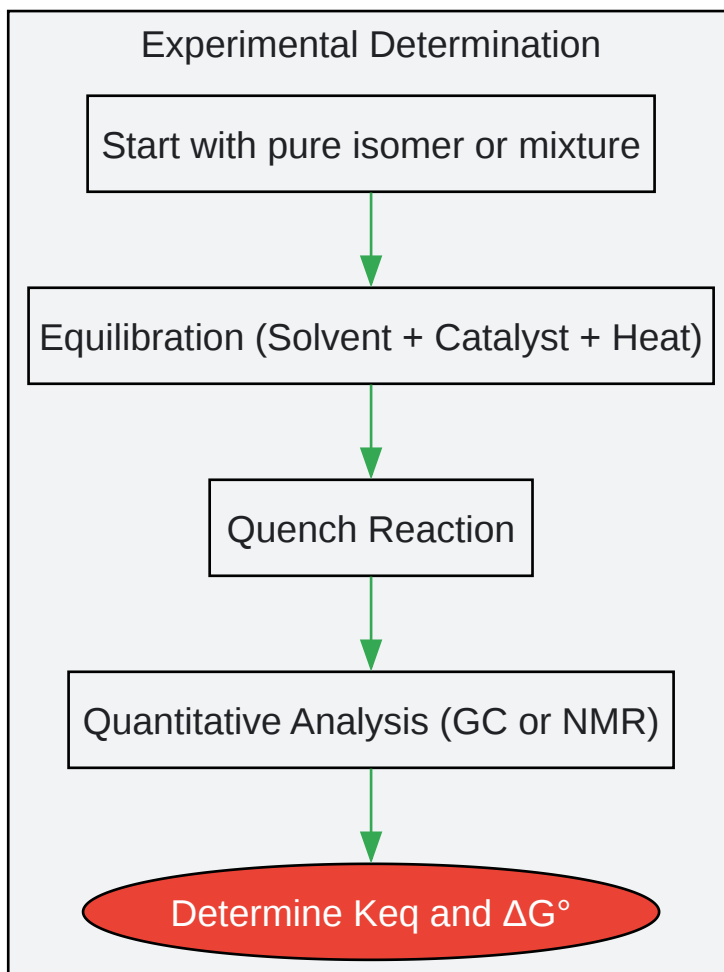 Experimental Determination
Start with pure isomer or mixture
Equilibration (Solvent + Catalyst + Heat)
Quench Reaction
Quantitative Analysis (GC or NMR)
Determine Keq and ΔG°